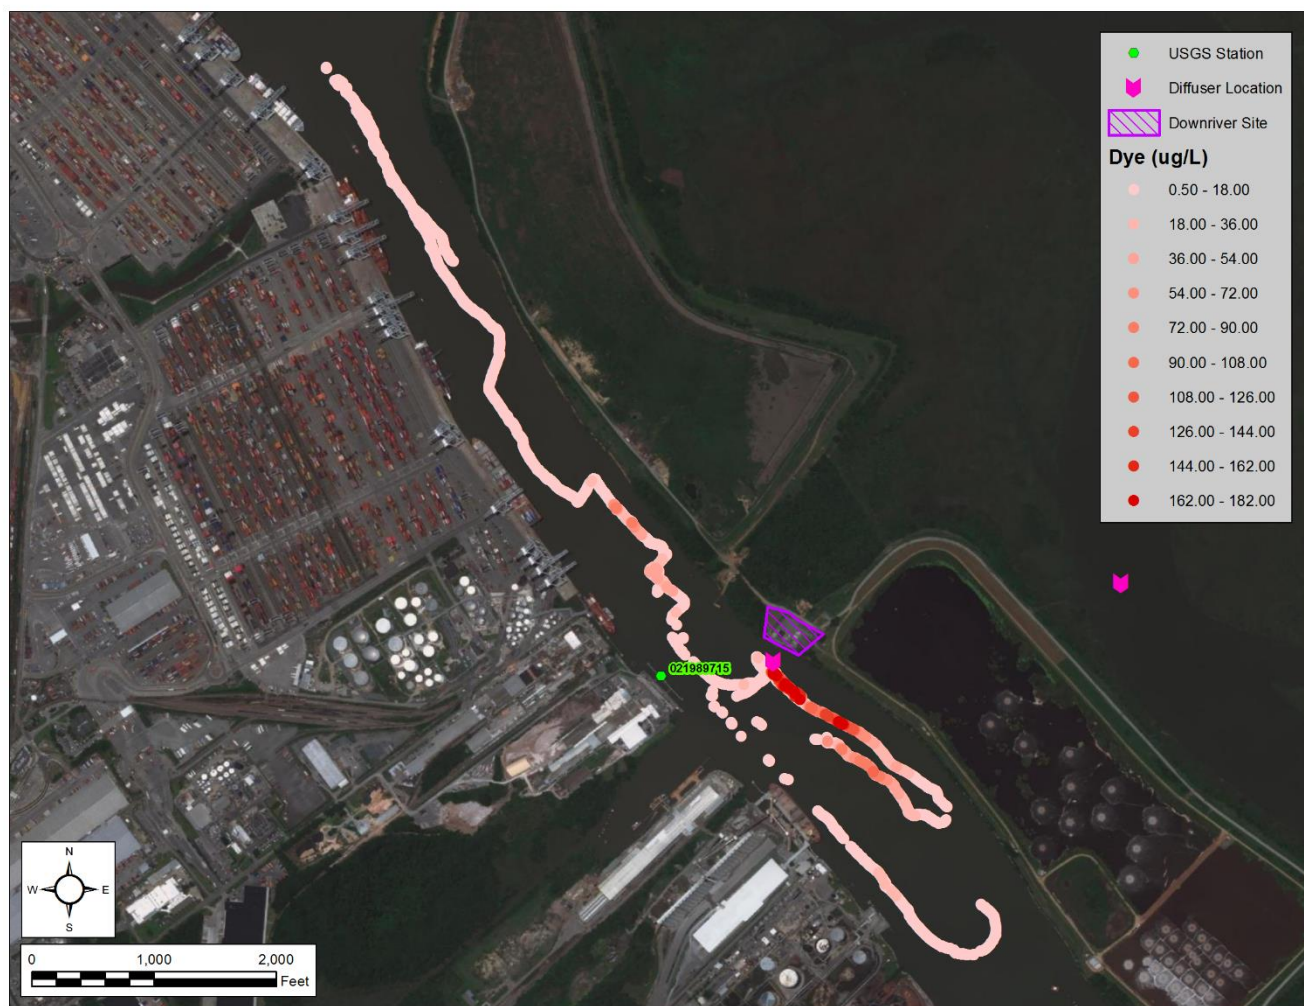 USGS Station
Diffuser Location
Downriver Site
Dye (ug/L)
0.50 - 18.00
18.00 - 36.00
36.00 - 54.00
54.00 - 72.00
72.00 - 90.00
90.00 - 108.00
108.00 - 126.00
126.00 - 144.00
144.00 - 162.00
162.00 - 182.00
021989715
N
W E
S
0 1,000 2,000
Feet